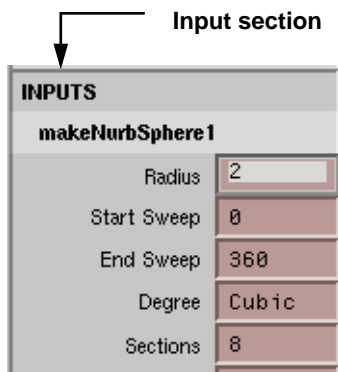 Input section
INPUTS
makeNurbSphere1
Radius 2
Start Sweep 0
End Sweep 360
Degree Cubic
Sections 8